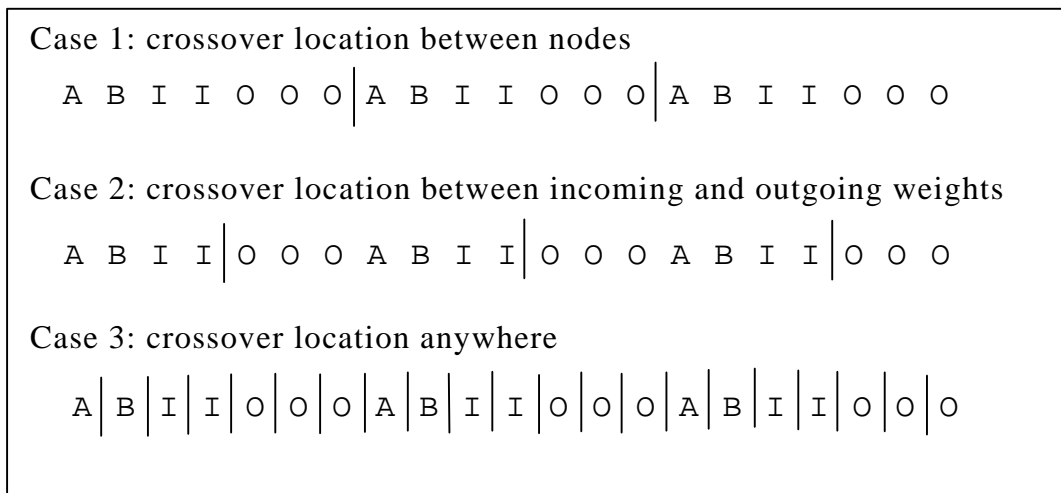 Case 1: crossover location between nodes
A B I I O O O|A B I I O O O|A B I I O O O
Case 2: crossover location between incoming and outgoing weights
A B I I|O O O A B I I|O O O A B I I|O O O
Case 3: crossover location anywhere
A|B|I|I|O|O|O|A|B|I|I|O|O|O|A|B|I|I|O|O|O